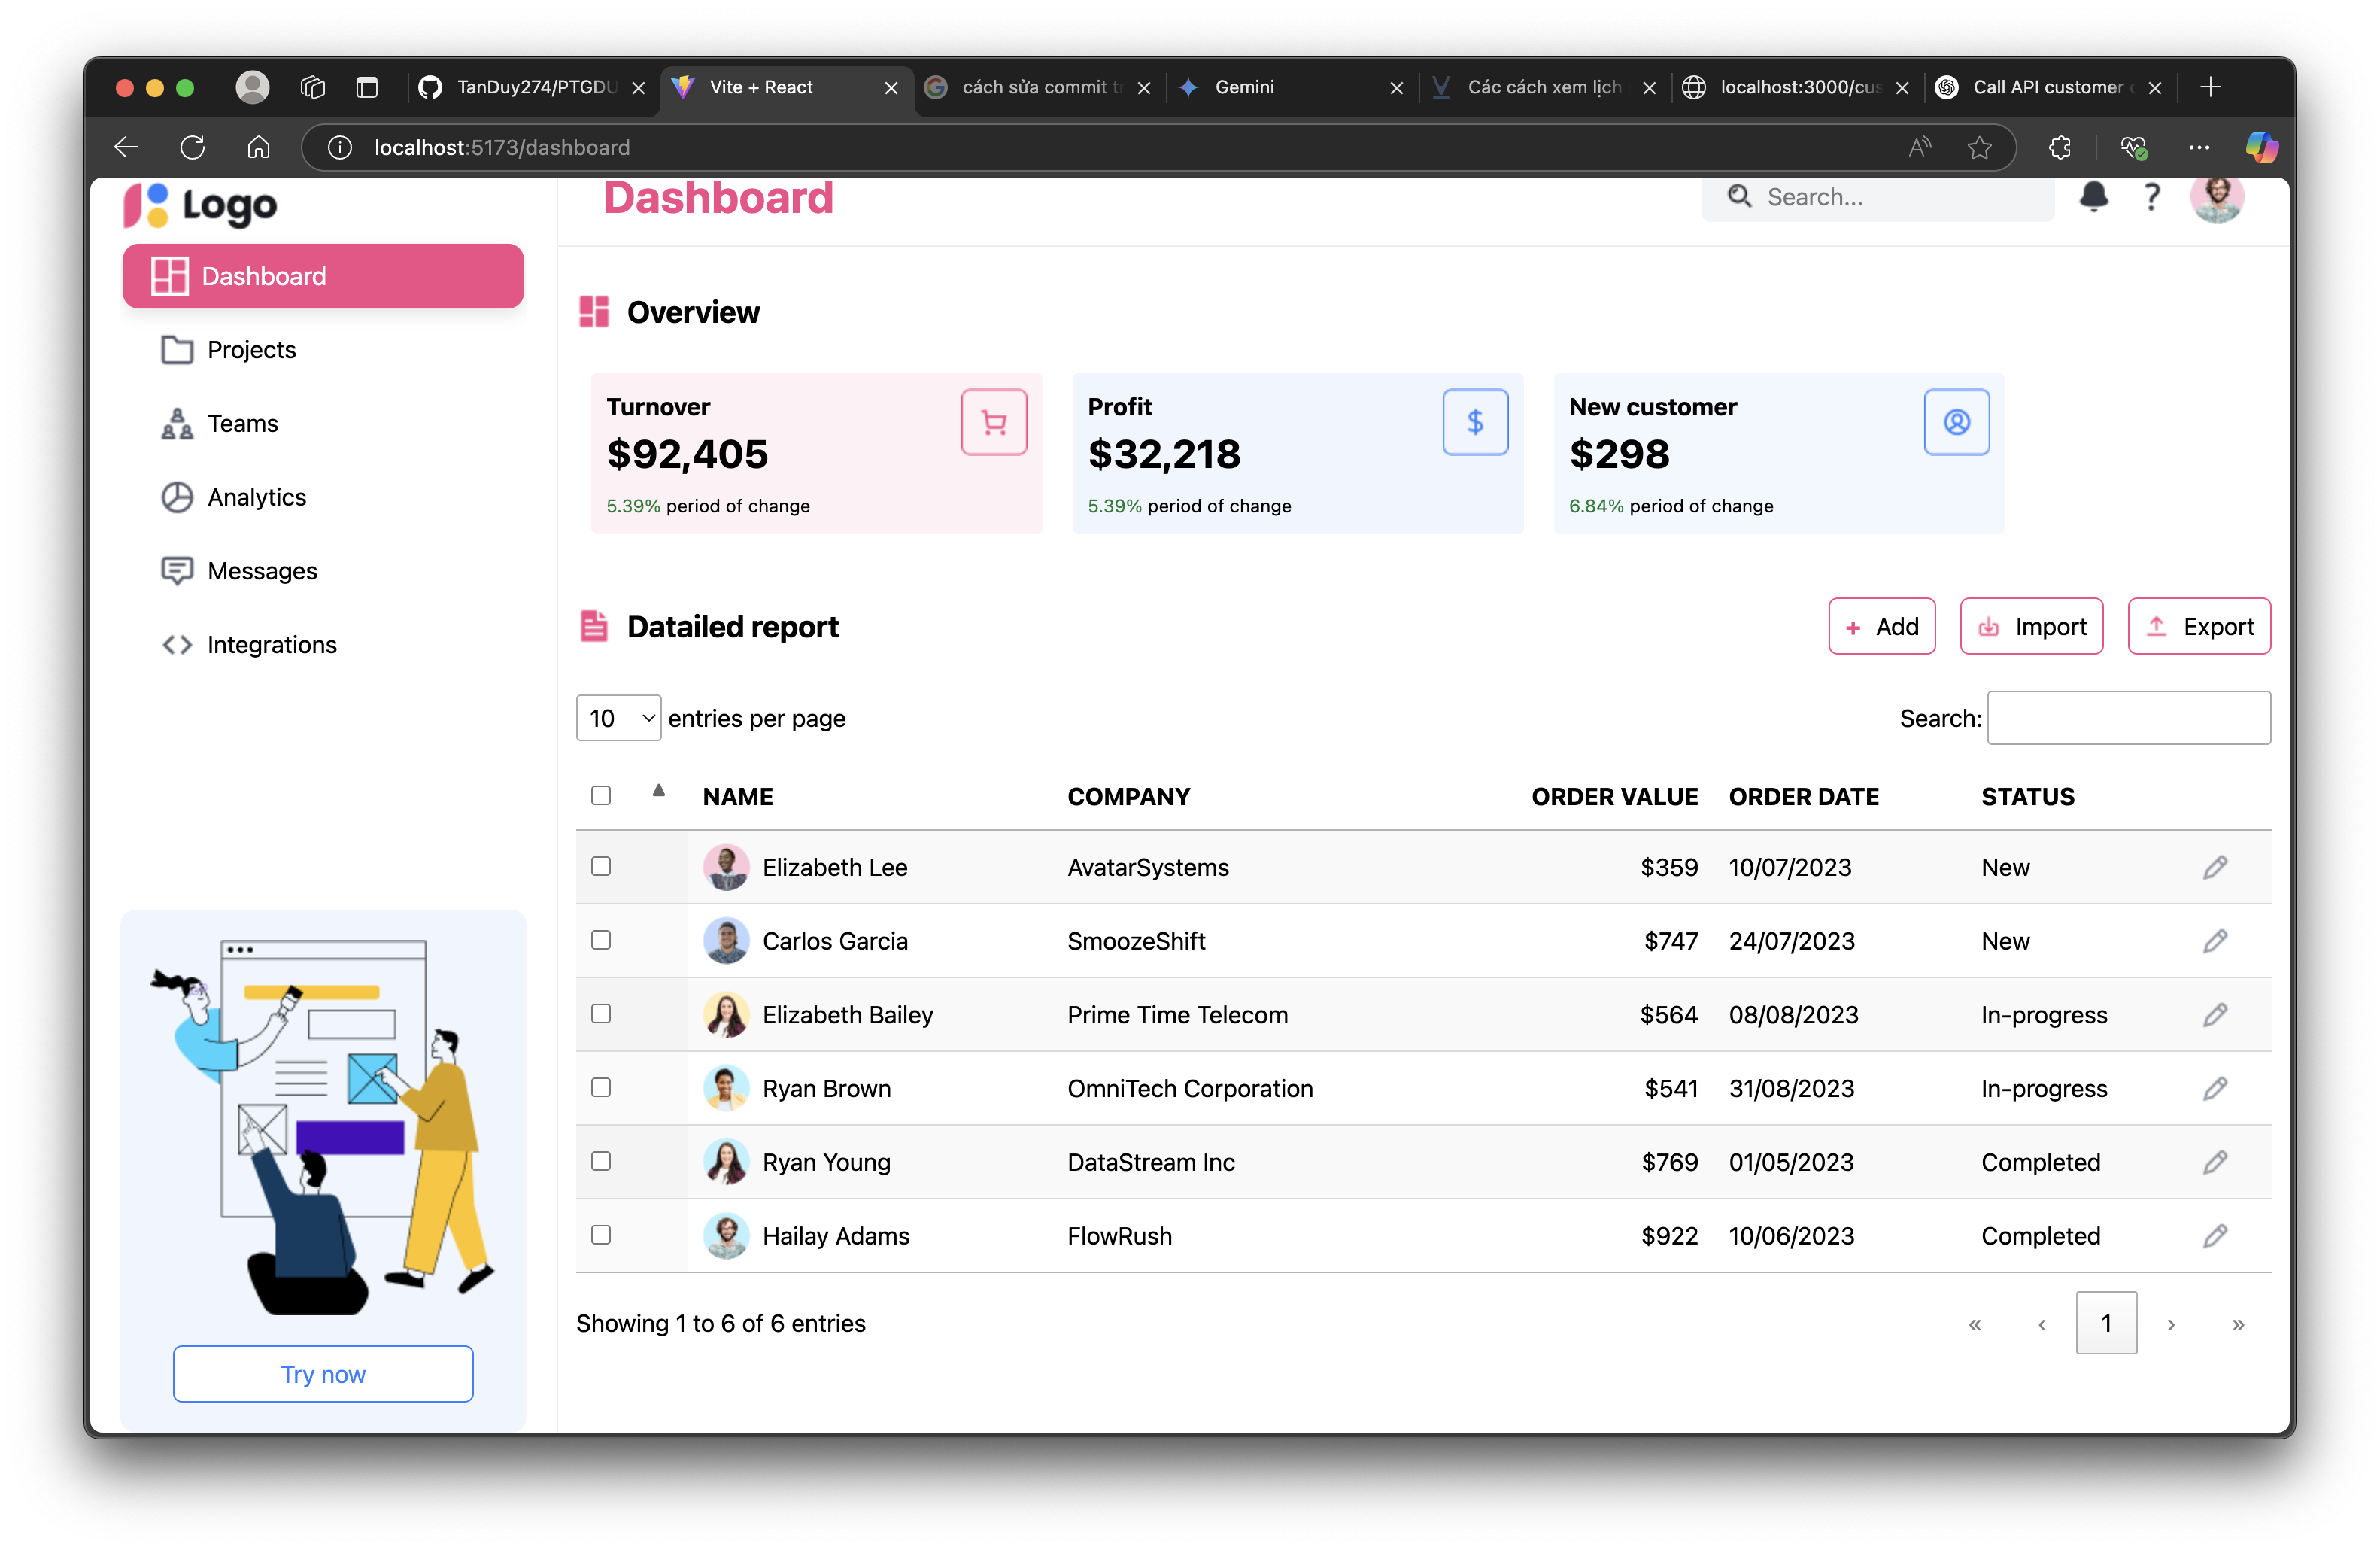 TanDuy274/PTGDU
Vite + React
cách sửa commit tr
Gemini
Các cách xem lịch
localhost:3000/cus
Call API customer
localhost:5173/dashboard
Logo
Dashboard
Search...
?
Dashboard
Projects
Teams
Analytics
Messages
Integrations
Try now
Overview
Turnover
$92,405
5.39% period of change
Profit
$32,218
5.39% period of change
$
New customer
$298
6.84% period of change
Datailed report
+ Add
Import
Export
10 entries per page
Search:
NAME COMPANY ORDER VALUE ORDER DATE STATUS
Elizabeth Lee AvatarSystems $359 10/07/2023 New
Carlos Garcia SmoozeShift $747 24/07/2023 New
Elizabeth Bailey Prime Time Telecom $564 08/08/2023 In-progress
Ryan Brown OmniTech Corporation $541 31/08/2023 In-progress
Ryan Young DataStream Inc $769 01/05/2023 Completed
Hailay Adams FlowRush $922 10/06/2023 Completed
Showing 1 to 6 of 6 entries
« ‹ 1 › »